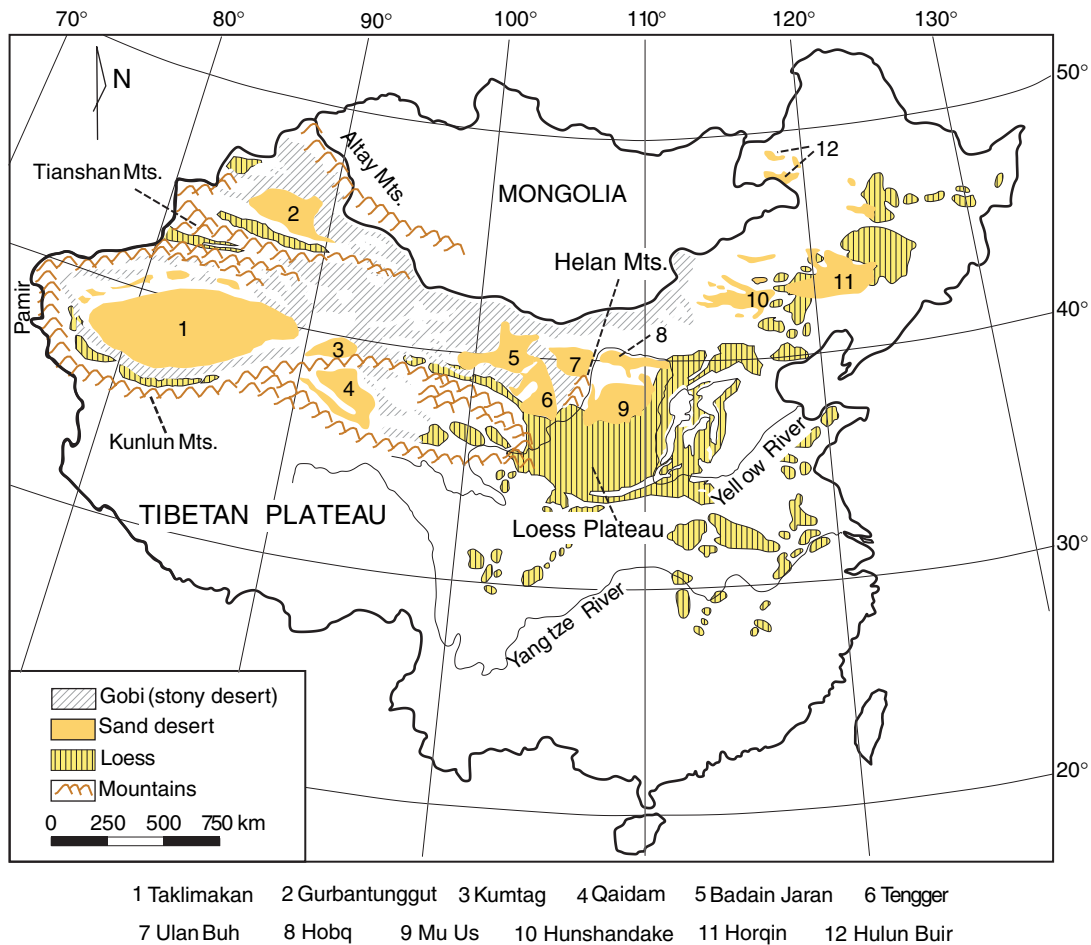 70° 80° 90° 100° 110° 120° 130°
50°
N
Tianshan Mts.
Altay Mts.
12
MONGOLIA
2
Helan Mts.
Pamir
11
10
40°
1
8
3
5
7
4
6
9
Kunlun Mts.
Yellow River
TIBETAN PLATEAU
Loess Plateau
30°
Yangtze River
Gobi (stony desert)
Sand desert
Loess
Mountains
20°
0 250 500 750 km
1 Taklimakan 2 Gurbantunggut 3 Kumtag 4 Qaidam 5 Badain Jaran 6 Tengger
7 Ulan Buh 8 Hobq 9 Mu Us 10 Hunshandake 11 Horqin 12 Hulun Buir